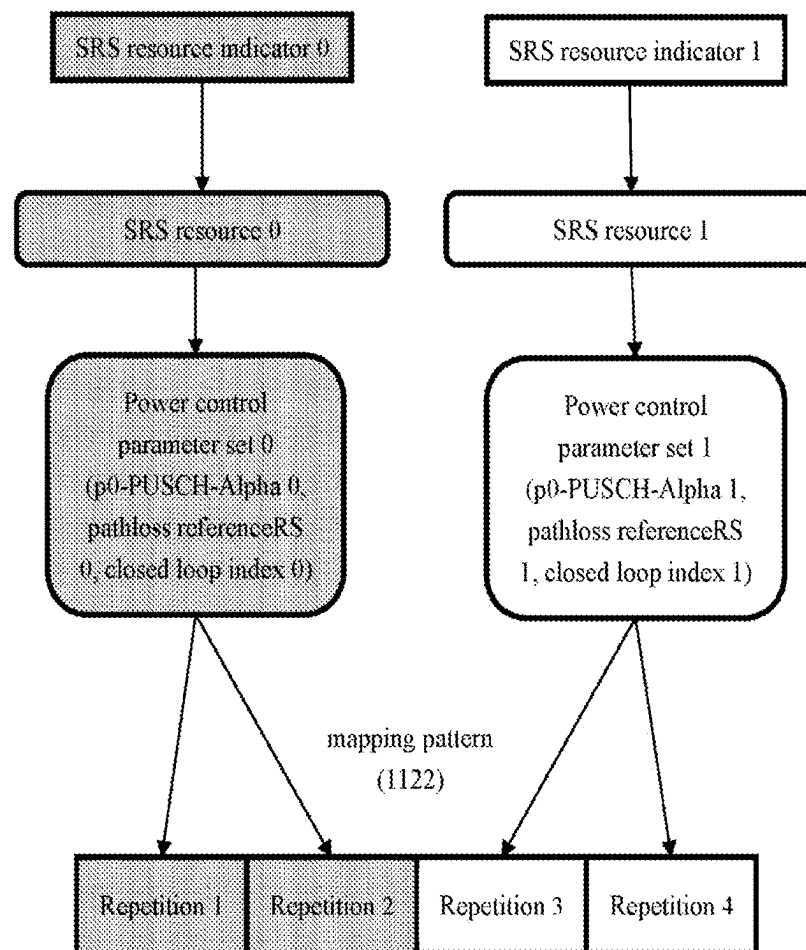 SRS resource indicator 0
SRS resource indicator 1
SRS resource 0
SRS resource 1
Power control
parameter set 0
(p0-PUSCH-Alpha 0,
pathloss referenceRS
0, closed loop index 0)
Power control
parameter set 1
(p0-PUSCH-Alpha 1,
pathloss referenceRS
1, closed loop index 1)
mapping pattern
(1122)
Repetition 1
Repetition 2
Repetition 3
Repetition 4